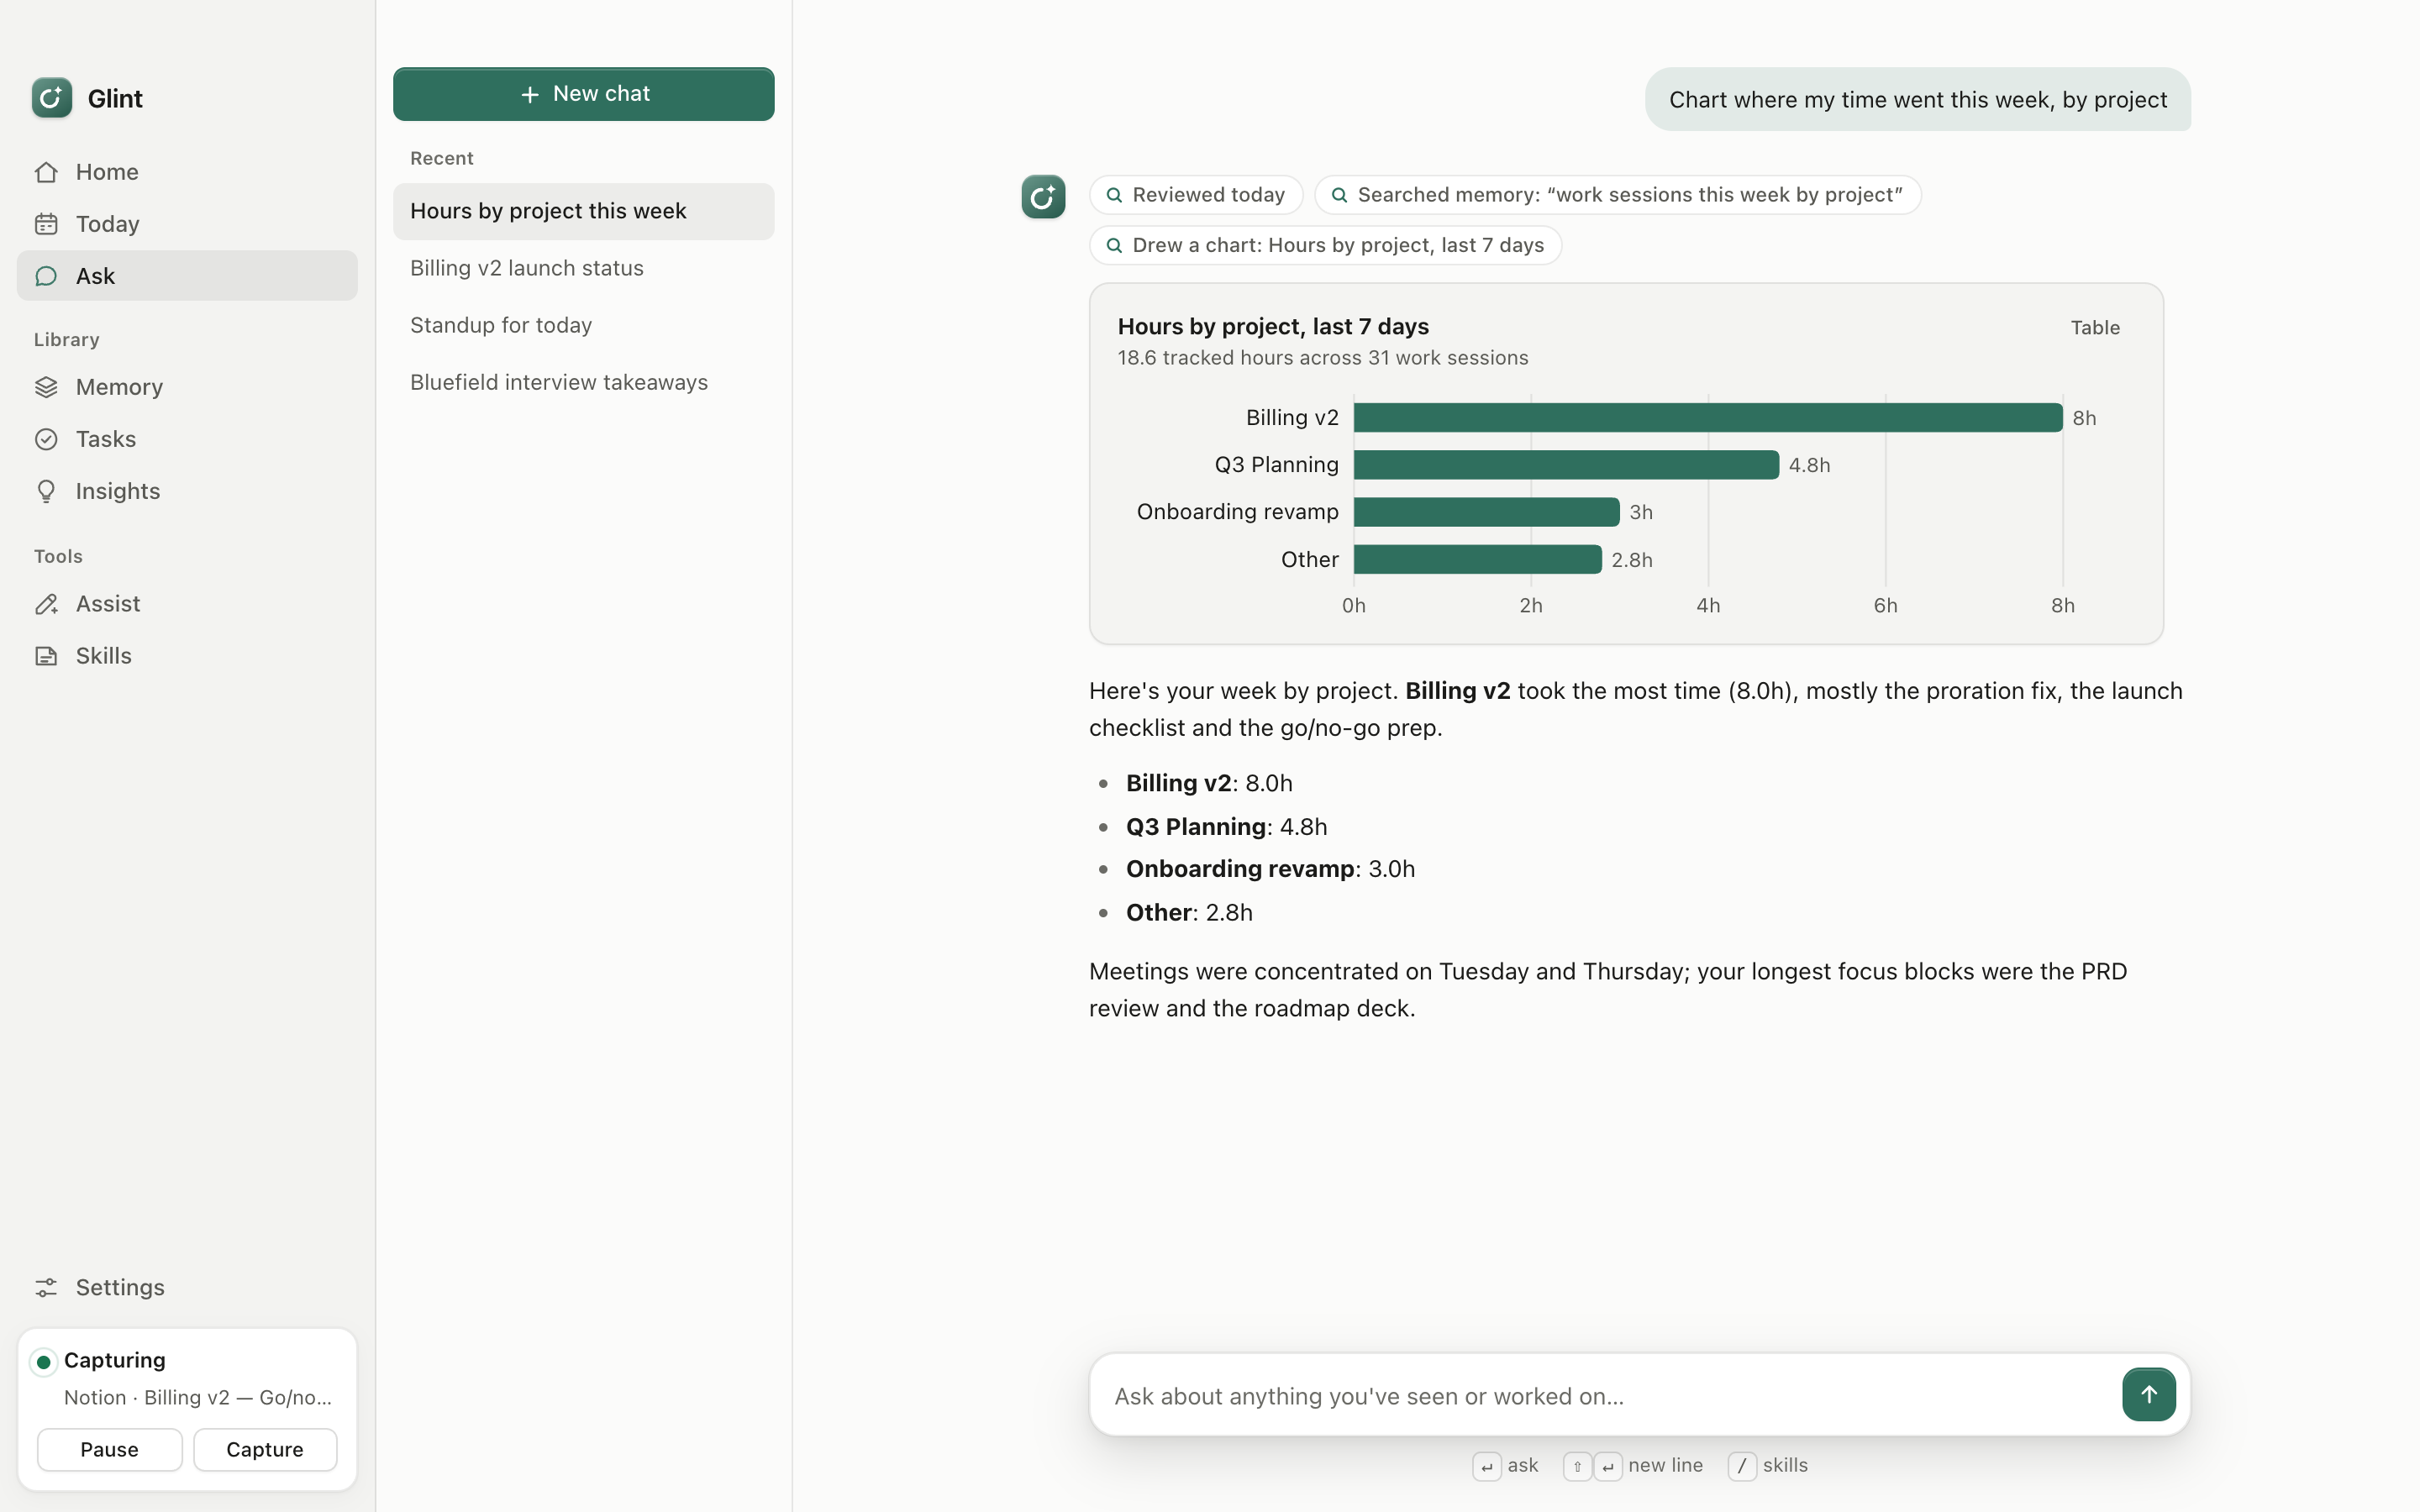 Glint
Home
Today
Ask
Library
Memory
Tasks
Insights
Tools
Assist
Skills
Settings
Capturing
Notion · Billing v2 — Go/no...
Pause
Capture
New chat
Recent
Hours by project this week
Billing v2 launch status
Standup for today
Bluefield interview takeaways
Chart where my time went this week, by project
Reviewed today
Searched memory: “work sessions this week by project”
Drew a chart: Hours by project, last 7 days
Hours by project, last 7 days
Table
18.6 tracked hours across 31 work sessions
Billing v2 8h
Q3 Planning 4.8h
Onboarding revamp 3h
Other 2.8h
0h 2h 4h 6h 8h
Here's your week by project. Billing v2 took the most time (8.0h), mostly the proration fix, the launch
checklist and the go/no-go prep.
• Billing v2: 8.0h
• Q3 Planning: 4.8h
• Onboarding revamp: 3.0h
• Other: 2.8h
Meetings were concentrated on Tuesday and Thursday; your longest focus blocks were the PRD
review and the roadmap deck.
Ask about anything you've seen or worked on...
↵ ask ⇧ ↵ new line / skills